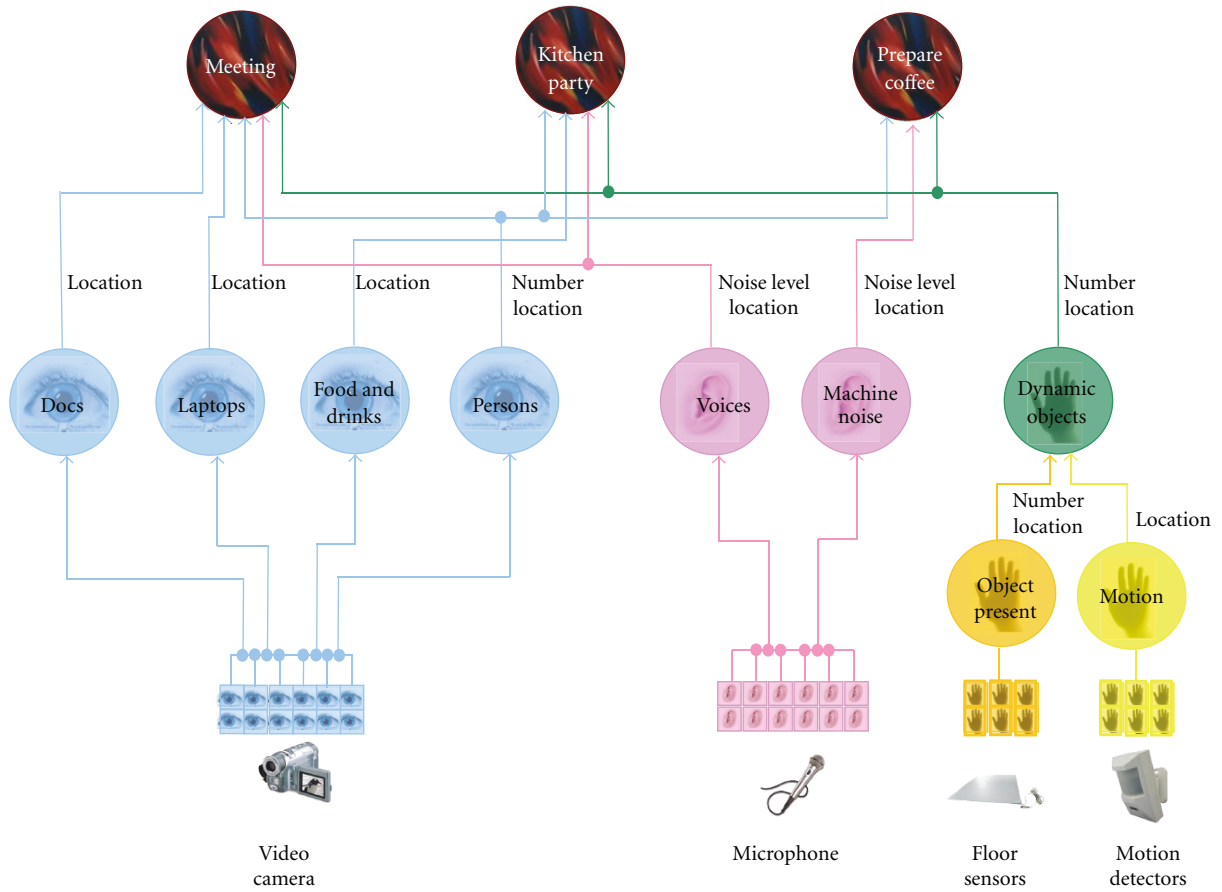 Meeting
Kitchen
party
Prepare
coffee
Location
Location
Location
Number
location
Noise level
location
Noise level
location
Number
location
Docs
Laptops
Food and
drinks
Persons
Voices
Machine
noise
Dynamic
objects
Number
location
Location
Object
present
Motion
Video
camera
Microphone
Floor
sensors
Motion
detectors